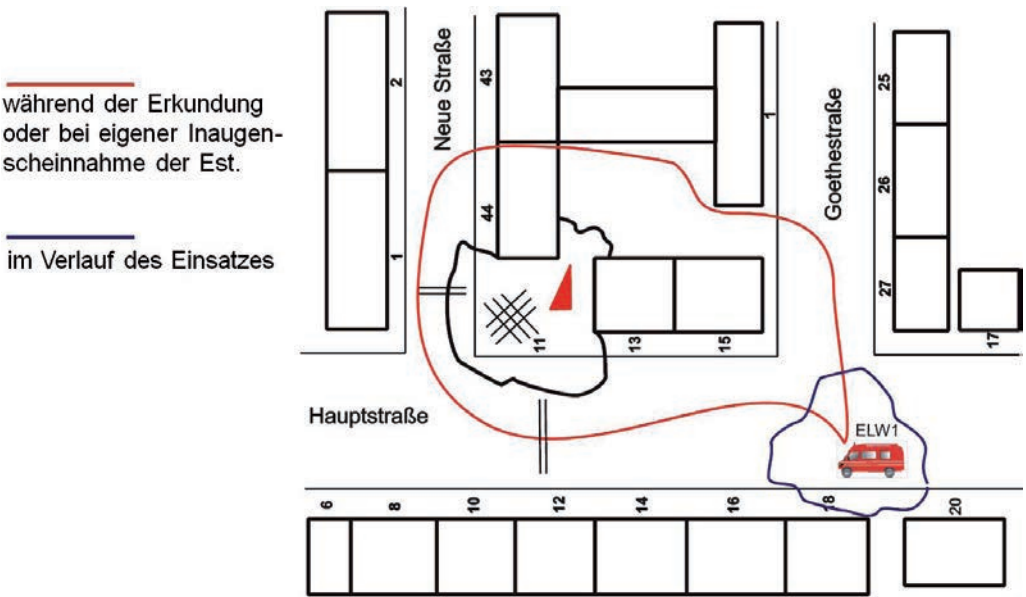 während der Erkundung
oder bei eigener Inaugen-
scheinnahme der Est.
im Verlauf des Einsatzes
2
1
Neue Straße
43
44
1
Goethestraße
25
26
27
17
11
13
15
Hauptstraße
ELW1
6
8
10
12
14
16
18
20